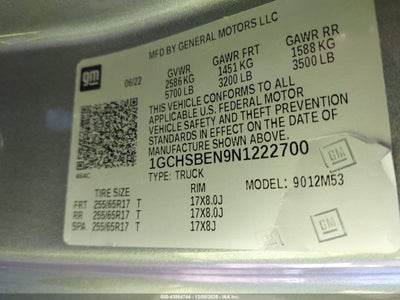 MFD BY GENERAL MOTORS LLC
gm
06/22
GVWR
2586 KG
5700 LB
GAWR FRT
1451 KG
3200 LB
GAWR RR
1588 KG
3500 LB
THIS VEHICLE CONFORMS TO ALL
APPLICABLE U.S. FEDERAL MOTOR
VEHICLE SAFETY AND THEFT PREVENTION
STANDARDS IN EFFECT ON THE DATE OF
MANUFACTURE SHOWN ABOVE.
1GCHSBEN9N1222700
TYPE: TRUCK
MODEL: 9012M53
464C
TIRE SIZE RIM
FRT 255/65R17 T 17X8.0J
RR 255/65R17 T 17X8.0J
SPA 255/65R17 T 17X8J
GM
GM